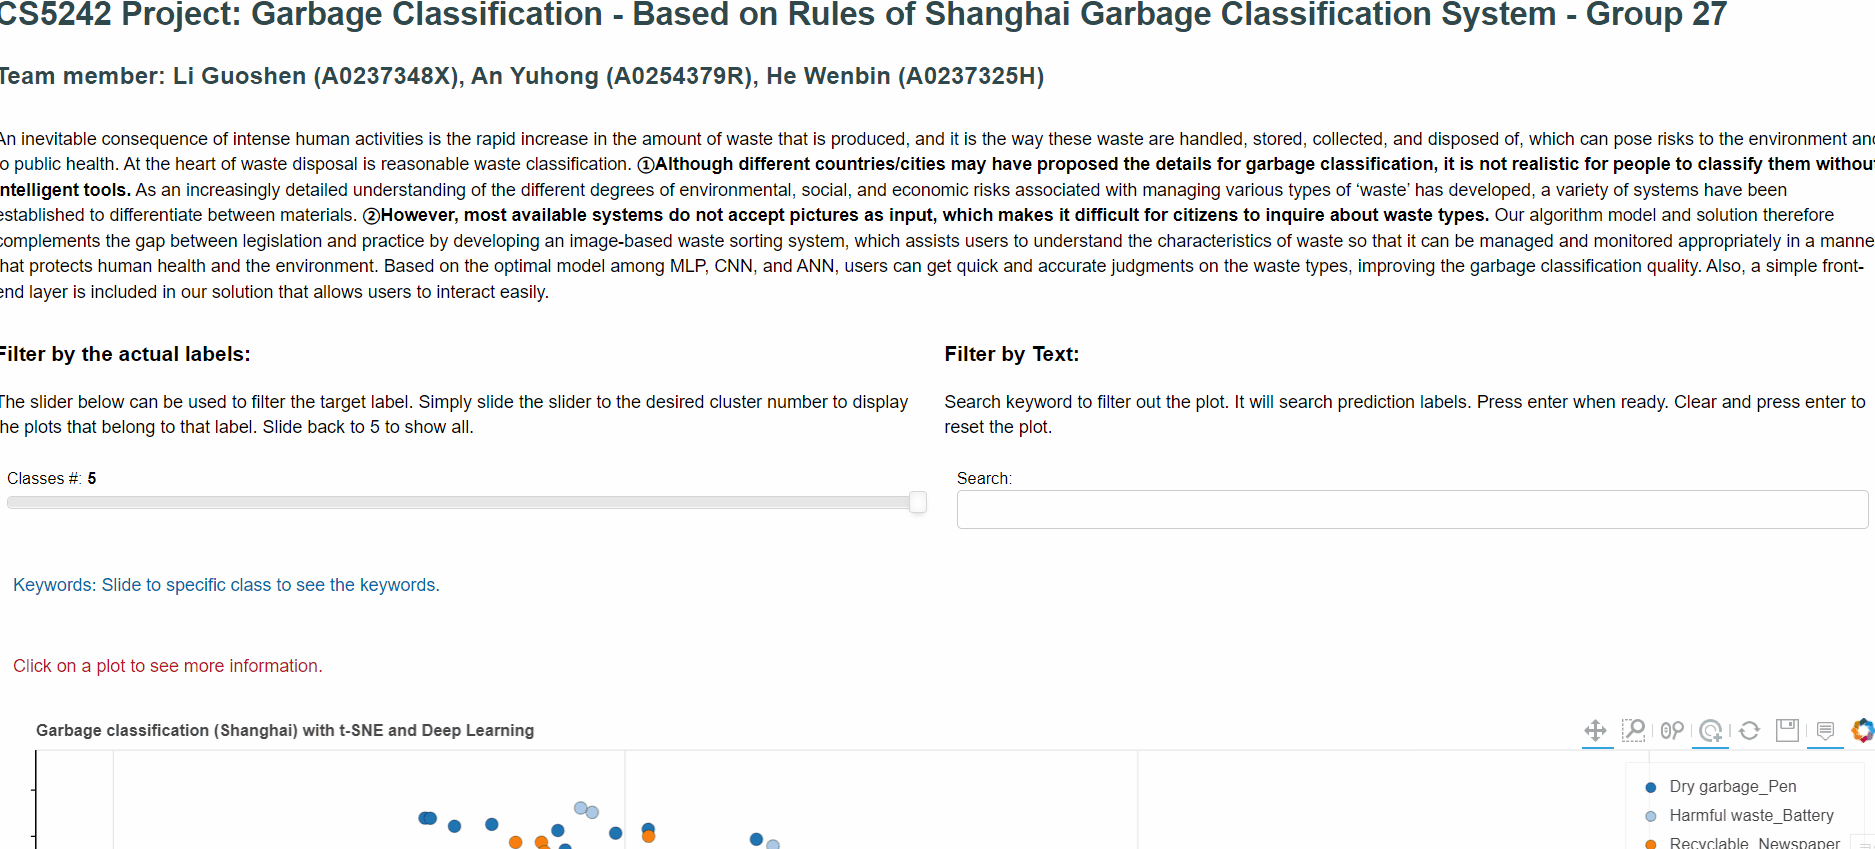 CS5242 Project: Garbage Classification - Based on Rules of Shanghai Garbage Classification System - Group 27
Team member: Li Guoshen (A0237348X), An Yuhong (A0254379R), He Wenbin (A0237325H)
An inevitable consequence of intense human activities is the rapid increase in the amount of waste that is produced, and it is the way these waste are handled, stored, collected, and disposed of, which can pose risks to the environment and
to public health. At the heart of waste disposal is reasonable waste classification. ①Although different countries/cities may have proposed the details for garbage classification, it is not realistic for people to classify them without
intelligent tools. As an increasingly detailed understanding of the different degrees of environmental, social, and economic risks associated with managing various types of ‘waste’ has developed, a variety of systems have been
established to differentiate between materials. ②However, most available systems do not accept pictures as input, which makes it difficult for citizens to inquire about waste types. Our algorithm model and solution therefore
complements the gap between legislation and practice by developing an image-based waste sorting system, which assists users to understand the characteristics of waste so that it can be managed and monitored appropriately in a manne
that protects human health and the environment. Based on the optimal model among MLP, CNN, and ANN, users can get quick and accurate judgments on the waste types, improving the garbage classification quality. Also, a simple front-
end layer is included in our solution that allows users to interact easily.
Filter by the actual labels:
The slider below can be used to filter the target label. Simply slide the slider to the desired cluster number to display
the plots that belong to that label. Slide back to 5 to show all.
Classes #: 5
Filter by Text:
Search keyword to filter out the plot. It will search prediction labels. Press enter when ready. Clear and press enter to
reset the plot.
Search:
Keywords: Slide to specific class to see the keywords.
Click on a plot to see more information.
Garbage classification (Shanghai) with t-SNE and Deep Learning
Dry garbage_Pen
Harmful waste_Battery
Recyclable_Newspaper